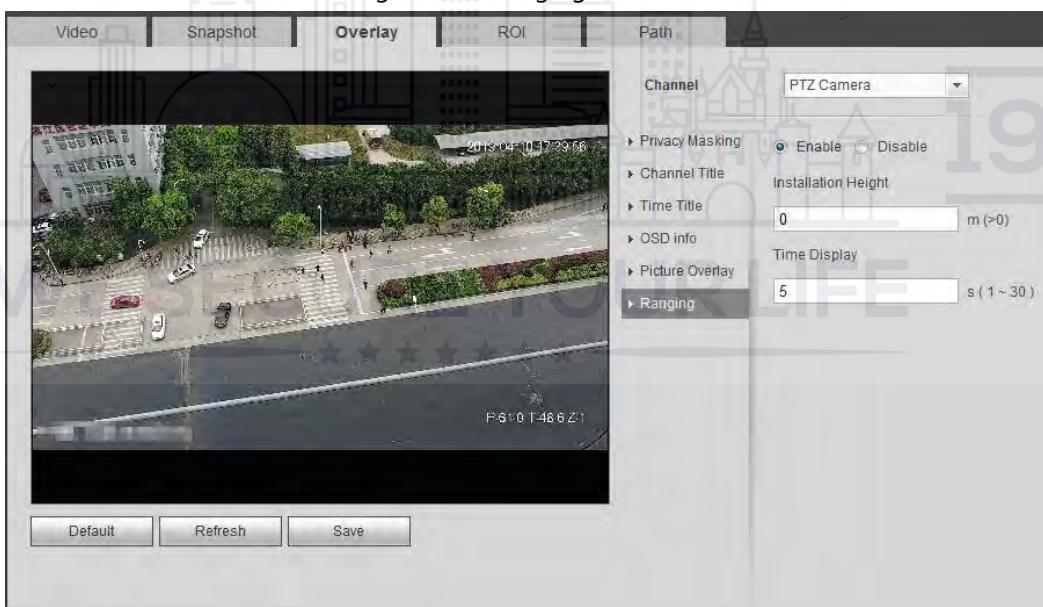 Video
Snapshot
Overlay
ROI
Path
Channel
PTZ Camera
Privacy Masking
Enable
Disable
Channel Title
Installation Height
Time Title
0
m (>0)
OSD info
Time Display
Picture Overlay
5
s ( 1 ~ 30 )
Ranging
Default
Refresh
Save